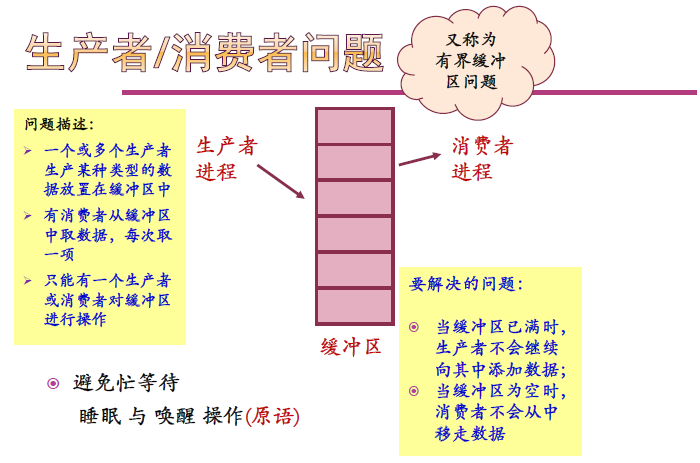 生产者/消费者问题
又称为
有界缓冲
区问题
问题描述：
一个或多个生产者
生产某种类型的数
据放置在缓冲区中
有消费者从缓冲区
中取数据，每次取
一项
只能有一个生产者
或消费者对缓冲区
进行操作
生产者
进程
消费者
进程
缓冲区
要解决的问题：
当缓冲区已满时，
生产者不会继续
向其中添加数据；
当缓冲区为空时，
消费者不会从中
移走数据
避免忙等待
睡眠 与 唤醒 操作(原语)